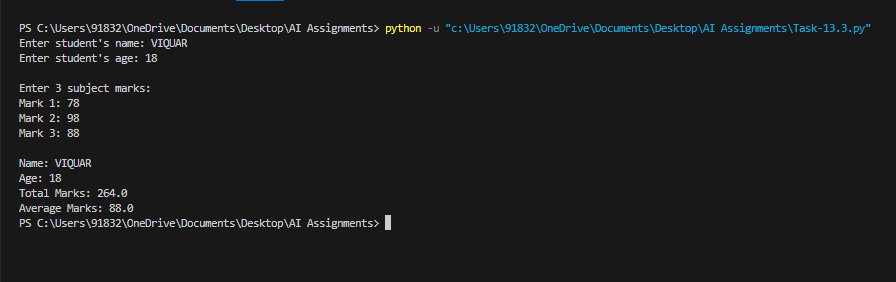 PS C:\Users\91832\OneDrive\Documents\Desktop\AI Assignments> python -u "c:\Users\91832\OneDrive\Documents\Desktop\AI Assignments\Task-13.3.py"
Enter student's name: VIQUAR
Enter student's age: 18
Enter 3 subject marks:
Mark 1: 78
Mark 2: 98
Mark 3: 88
Name: VIQUAR
Age: 18
Total Marks: 264.0
Average Marks: 88.0
PS C:\Users\91832\OneDrive\Documents\Desktop\AI Assignments>